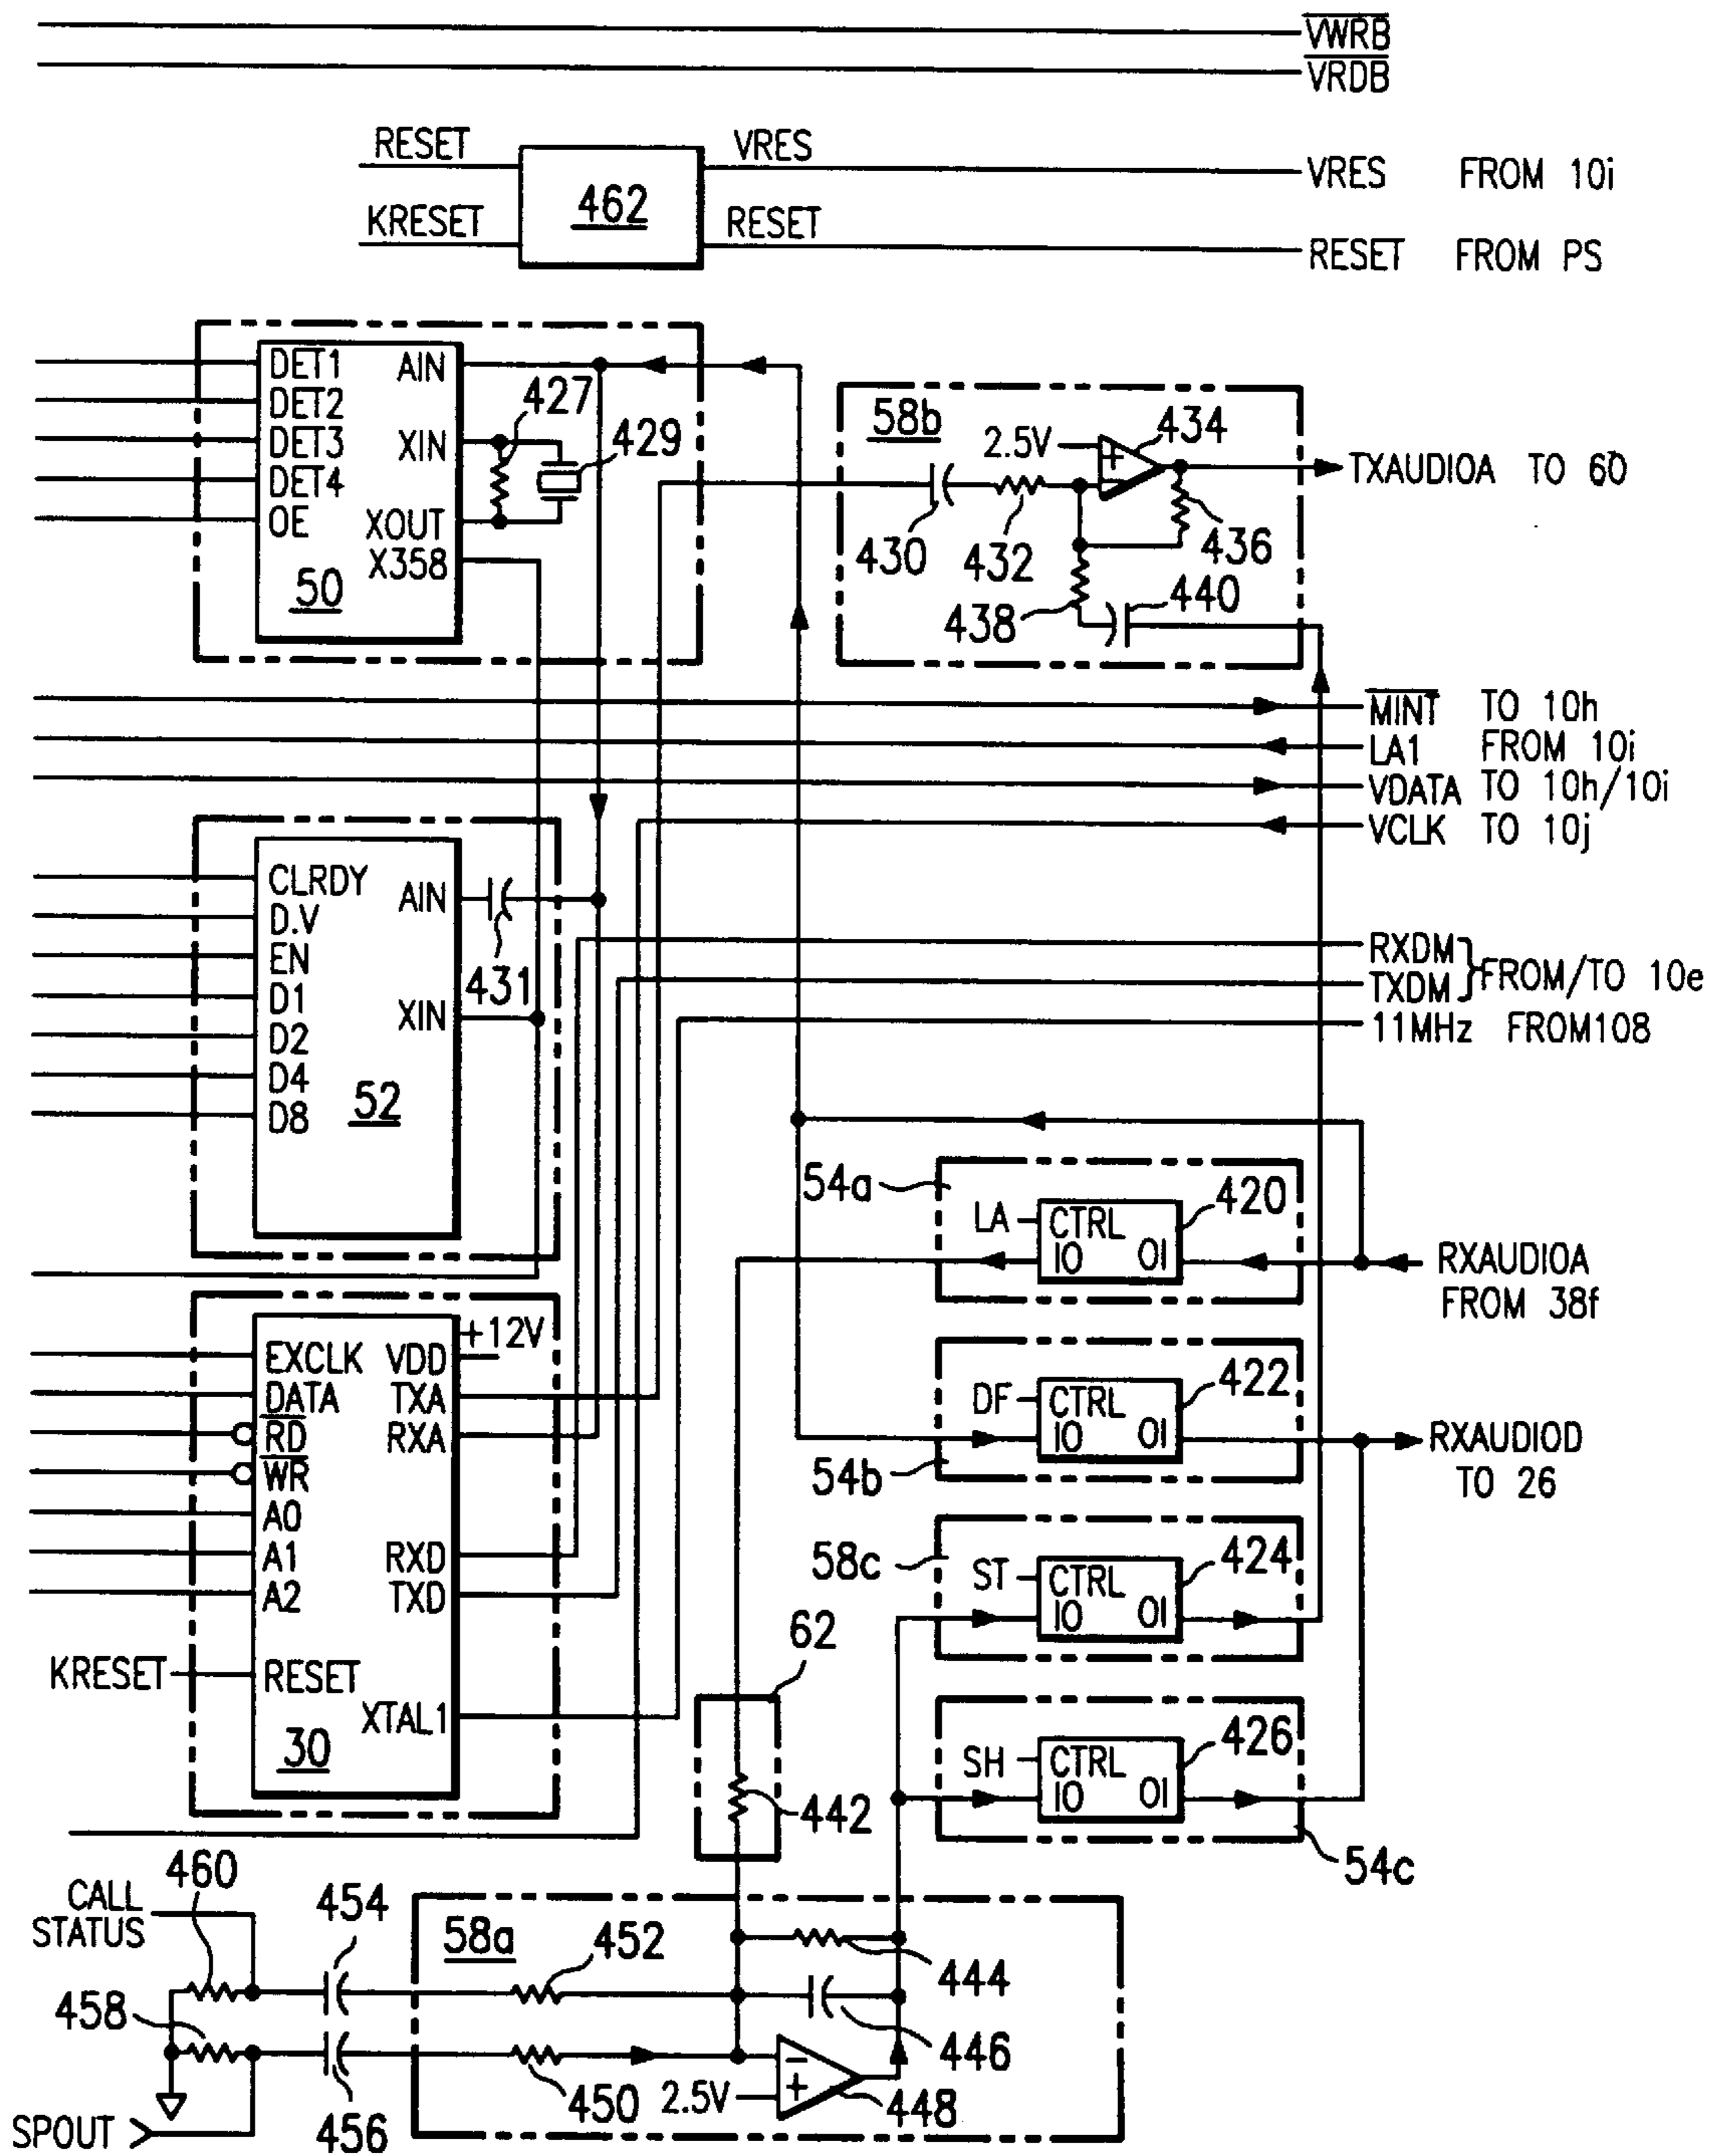 VWRB
VRDB
RESET VRES VRES FROM 10i
462
KRESET RESET RESET FROM PS
DET1 AIN
DET2 427
DET3 XIN 429
DET4
OE XOUT
X358
50
58b
2.5V + 434
TXAUDIOA TO 60
430 432 436
438 440
MINT TO 10h
LA1 FROM 10i
VDATA TO 10h/10i
VCLK TO 10j
CLRDY AIN
D.V
EN 431
D1 XIN
D2
D4
D8 52
RXDM
TXDM } FROM/TO 10e
11MHz FROM108
54a LA CTRL 420
IO OI
RXAUDIOA
FROM 38f
DF CTRL 422
IO OI
54b
RXAUDIOD
TO 26
58c ST CTRL 424
IO OI
SH CTRL 426
IO OI
54c
EXCLK VDD +12V
DATA TXA
RD RXA
WR
A0
A1 RXD
A2 TXD
KRESET RESET
XTAL1
30
62
442
460
CALL
STATUS
454
58a 452
444
458
446
456 450 2.5V - + 448
SPOUT